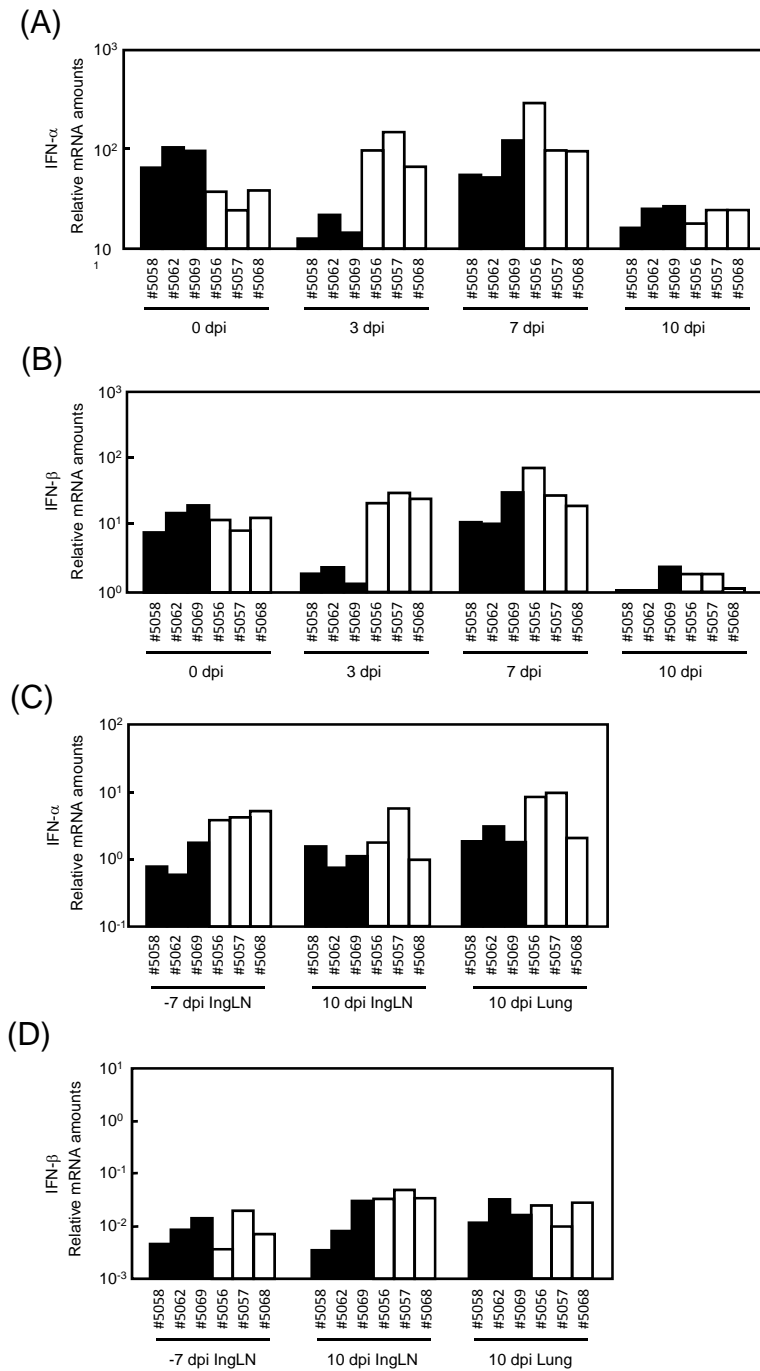 (A)
IFN-α
Relative mRNA amounts
10³
10²
10
1
#5058 #5062 #5069 #5056 #5057 #5068 #5058 #5062 #5069 #5056 #5057 #5068 #5058 #5062 #5069 #5056 #5057 #5068 #5058 #5062 #5069 #5056 #5057 #5068
0 dpi 3 dpi 7 dpi 10 dpi
(B)
IFN-β
Relative mRNA amounts
10³
10²
10¹
10⁰
#5058 #5062 #5069 #5056 #5057 #5068 #5058 #5062 #5069 #5056 #5057 #5068 #5058 #5062 #5069 #5056 #5057 #5068 #5058 #5062 #5069 #5056 #5057 #5068
0 dpi 3 dpi 7 dpi 10 dpi
(C)
IFN-α
Relative mRNA amounts
10²
10¹
10⁰
10⁻¹
#5058 #5062 #5069 #5056 #5057 #5068 #5058 #5062 #5069 #5056 #5057 #5068 #5058 #5062 #5069 #5056 #5057 #5068
-7 dpi IngLN 10 dpi IngLN 10 dpi Lung
(D)
IFN-β
Relative mRNA amounts
10¹
10⁰
10⁻¹
10⁻²
10⁻³
#5058 #5062 #5069 #5056 #5057 #5068 #5058 #5062 #5069 #5056 #5057 #5068 #5058 #5062 #5069 #5056 #5057 #5068
-7 dpi IngLN 10 dpi IngLN 10 dpi Lung